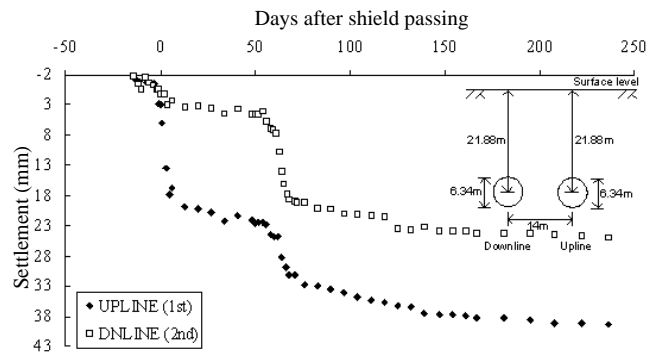 Days after shield passing
-50 0 50 100 150 200 250
-2
3
8
13
18
23
28
33
38
43
Settlement (mm)
Surface level
21.88m 21.88m
6.34m 6.34m
14m
Downline Upline
UPLINE (1st)
DNLINE (2nd)